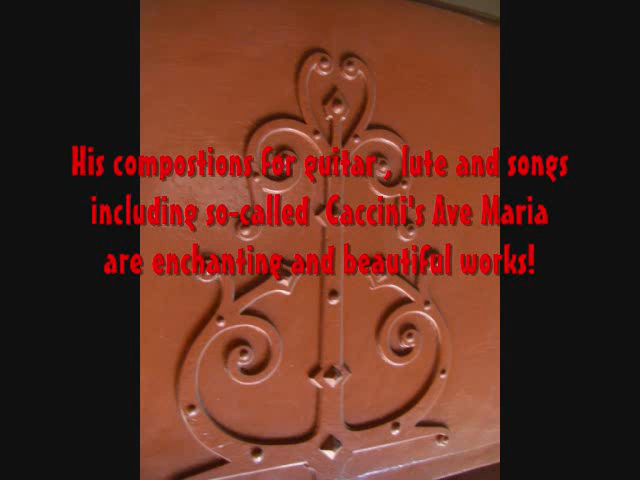 His compostions for guitar , lute and songs
including so-called Caccini's Ave Maria
are enchanting and beautiful works!